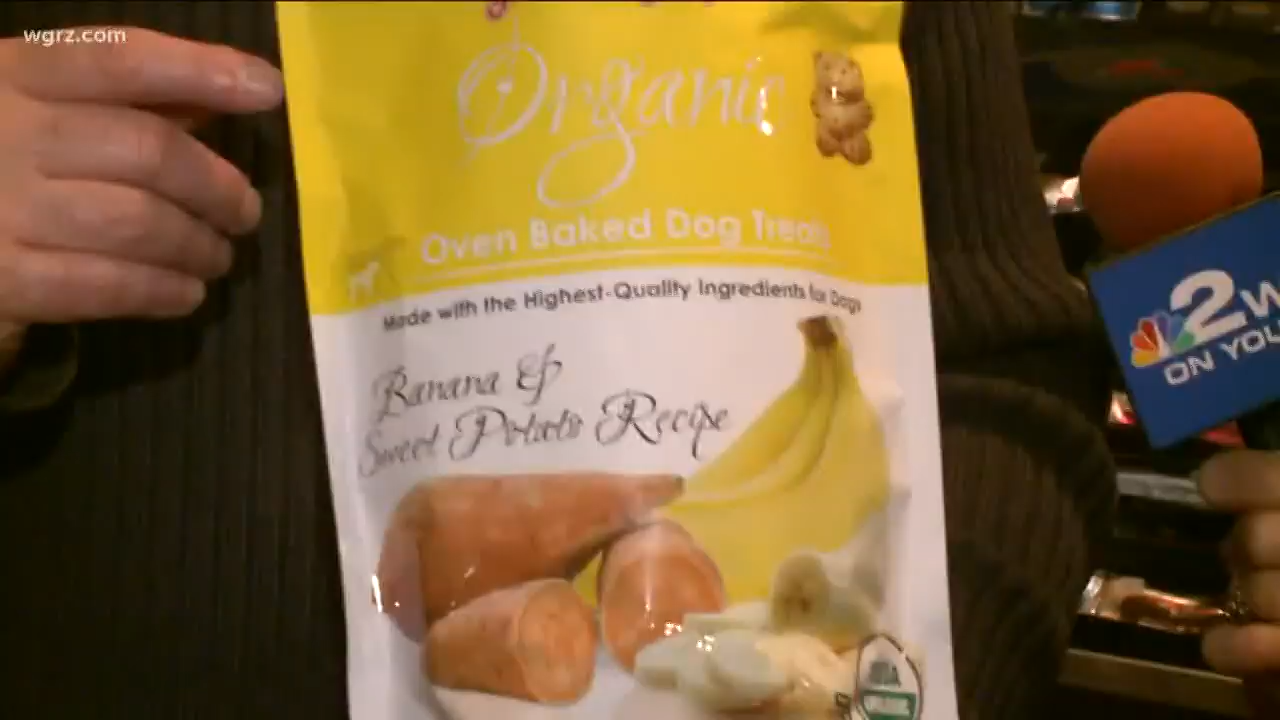 wgrz.com
Organic
Oven Baked Dog Treats
Made with the Highest-Quality Ingredients for Dogs
Banana &
Sweet Potato Recipe
2
ON